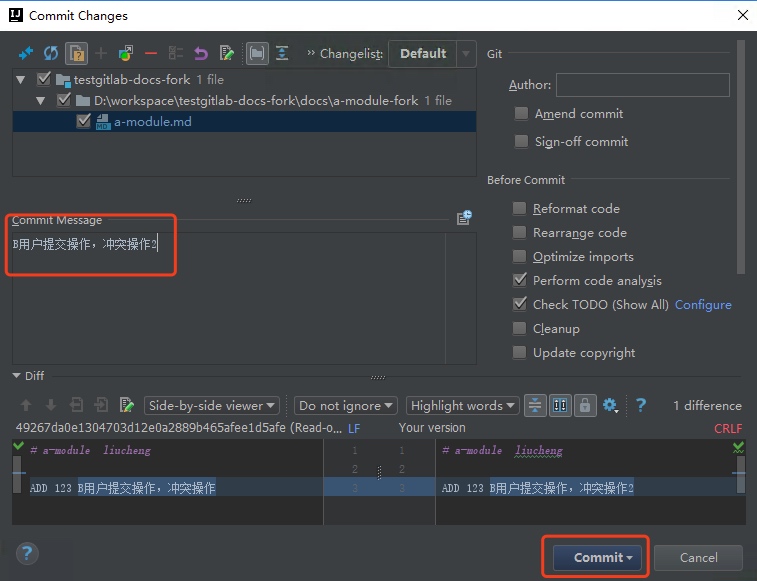 Commit Changes
» Changelist: Default
Git
testgitlab-docs-fork 1 file
D:\workspace\testgitlab-docs-fork\docs\a-module-fork 1 file
a-module.md
Author:
Amend commit
Sign-off commit
Before Commit
Reformat code
Rearrange code
Optimize imports
Perform code analysis
Check TODO (Show All) Configure
Cleanup
Update copyright
Commit Message
B用户提交操作，冲突操作2
Diff
Side-by-side viewer Do not ignore Highlight words ? 1 difference
49267da0e1304703d12e0a2889b465afee1d5afe (Read-o... LF Your version CRLF
# a-module liucheng 1 1 # a-module liucheng
2 2
ADD 123 B用户提交操作，冲突操作 3 3 ADD 123 B用户提交操作，冲突操作2
? Commit Cancel